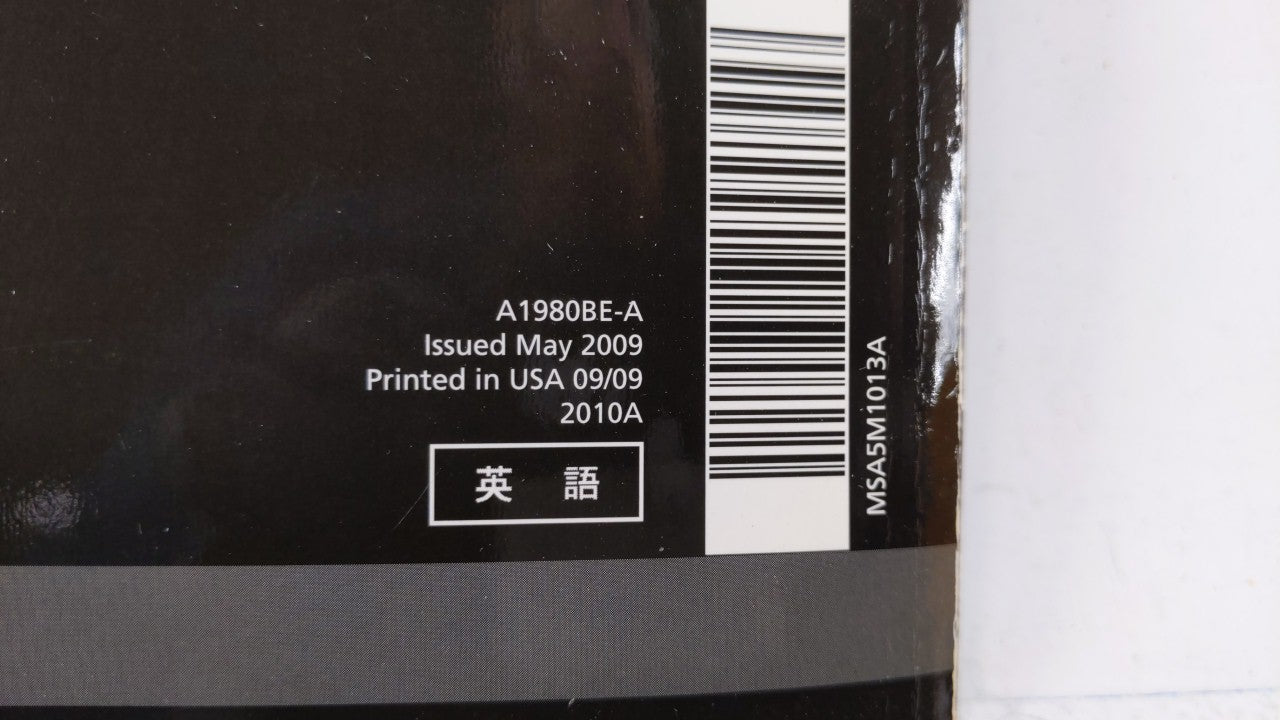 A1980BE-A
Issued May 2009
Printed in USA 09/09
2010A
英 語
MSA5M1013A